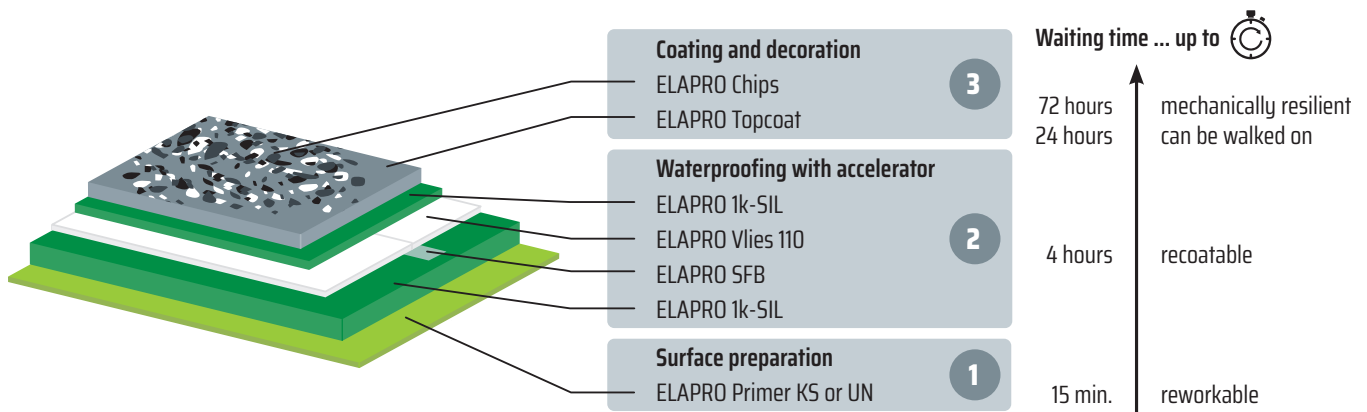 Coating and decoration
ELAPRO Chips
ELAPRO Topcoat
3
Waterproofing with accelerator
ELAPRO 1k-SIL
ELAPRO Vlies 110
ELAPRO SFB
ELAPRO 1k-SIL
2
Surface preparation
ELAPRO Primer KS or UN
1
Waiting time ... up to
72 hours mechanically resilient
24 hours can be walked on
4 hours recoatable
15 min. reworkable